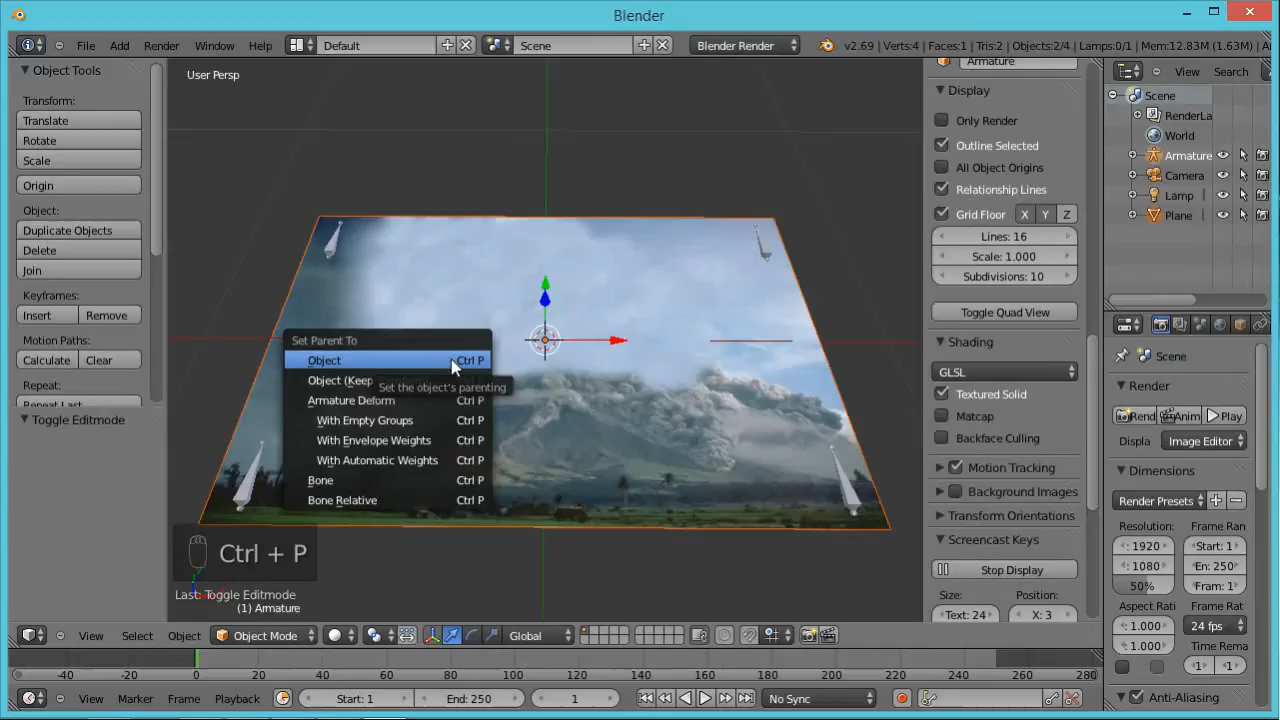 Blender
File Add Render Window Help Default Scene Blender Render v2.69 | Verts:4 | Faces:1 | Tris:2 | Objects:2/4 | Lamps:0/1 | Mem:12.83M (1.63M) |
Object Tools
Transform:
Translate
Rotate
Scale
Origin
Object:
Duplicate Objects
Delete
Join
Keyframes:
Insert Remove
Motion Paths:
Calculate Clear
Repeat:
Repeat Last
Toggle Editmode
User Persp
Set Parent To
Object Ctrl P
Object (Keep
Set the object's parenting
Armature Deform Ctrl P
With Empty Groups Ctrl P
With Envelope Weights Ctrl P
With Automatic Weights Ctrl P
Bone Ctrl P
Bone Relative Ctrl P
Ctrl + P
Last: Toggle Editmode
(1) Armature
View Select Object Object Mode Global
Armature
Display
Only Render
Outline Selected
All Object Origins
Relationship Lines
Grid Floor X Y Z
Lines: 16
Scale: 1.000
Subdivisions: 10
Toggle Quad View
Shading
GLSL
Textured Solid
Matcap
Backface Culling
Motion Tracking
Background Images
Transform Orientations
Screencast Keys
Stop Display
Size: Position:
Text: 24 X: 3
View Search
Scene
RenderLa
World
Armature
Camera
Lamp
Plane
Scene
Render
Rend Anim Play
Displa Image Editor
Dimensions
Render Presets
Resolution: Frame Ran
: 1920 Start: 1
: 1080 En: 250
50% Fram: 1
Aspect Rati Frame Rat
: 1.000 24 fps
: 1.000 Time Rema
1 1
Anti-Aliasing
-40 -20 0 20 40 60 80 100 120 140 160 180 200 220 240 260 280
View Marker Frame Playback Start: 1 End: 250 1 No Sync